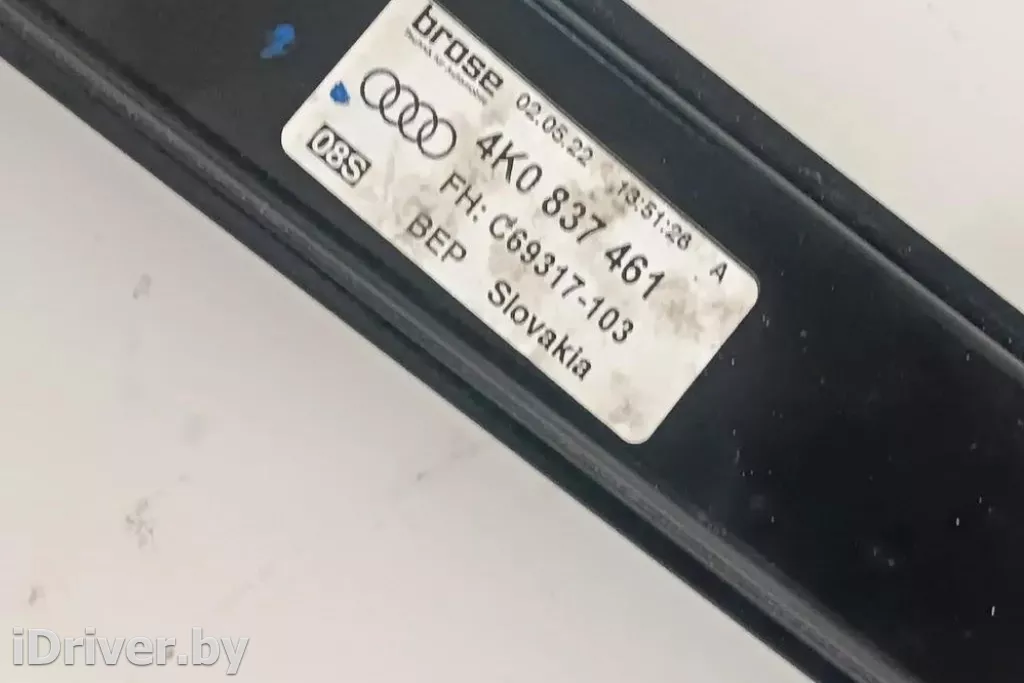 brose
02.05.22 13:51:26 A
4K0 837 461
08S
FH: C69317-103
BEP Slovakia
iDriver.by